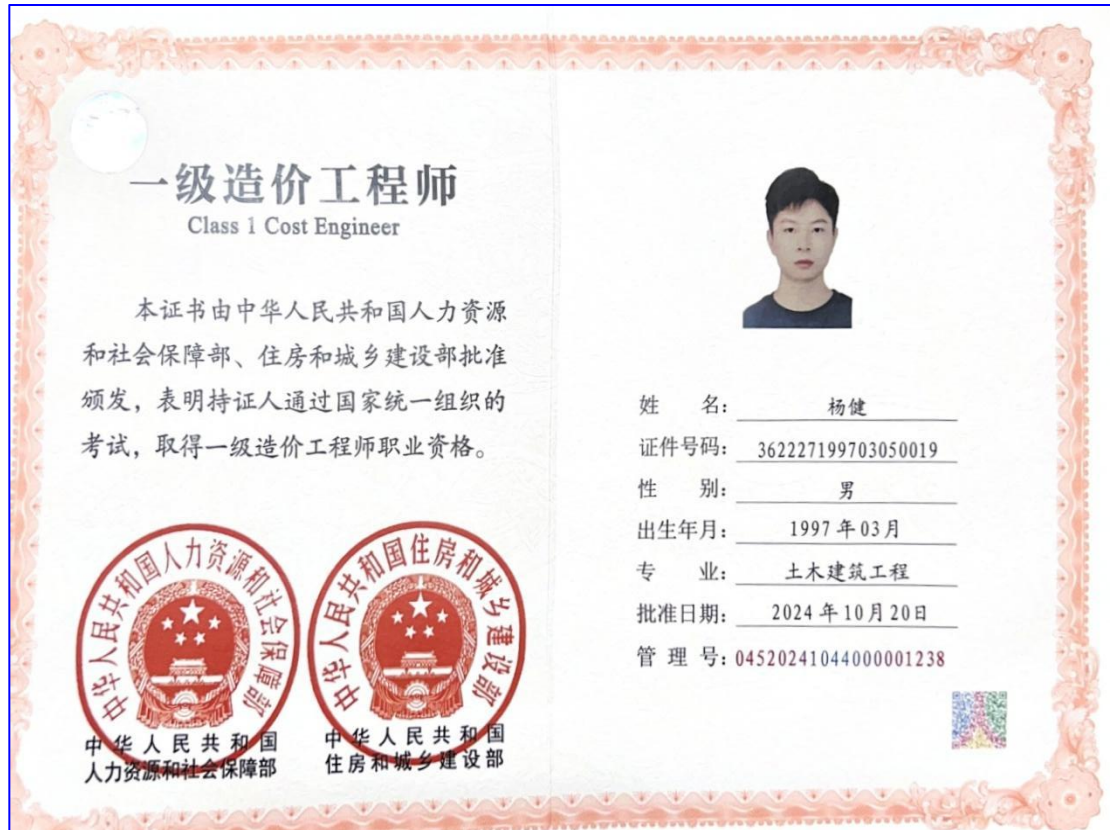 一级造价工程师
Class 1 Cost Engineer
本证书由中华人民共和国人力资源
和社会保障部、住房和城乡建设部批准
颁发，表明持证人通过国家统一组织的
考试，取得一级造价工程师职业资格。
中华人民共和国人力资源和社会保障部
中华人民共和国
人力资源和社会保障部
中华人民共和国住房和城乡建设部
中华人民共和国
住房和城乡建设部
姓 名： 杨健
证件号码： 362227199703050019
性 别： 男
出生年月： 1997年03月
专 业： 土木建筑工程
批准日期： 2024年10月20日
管 理 号：04520241044000001238